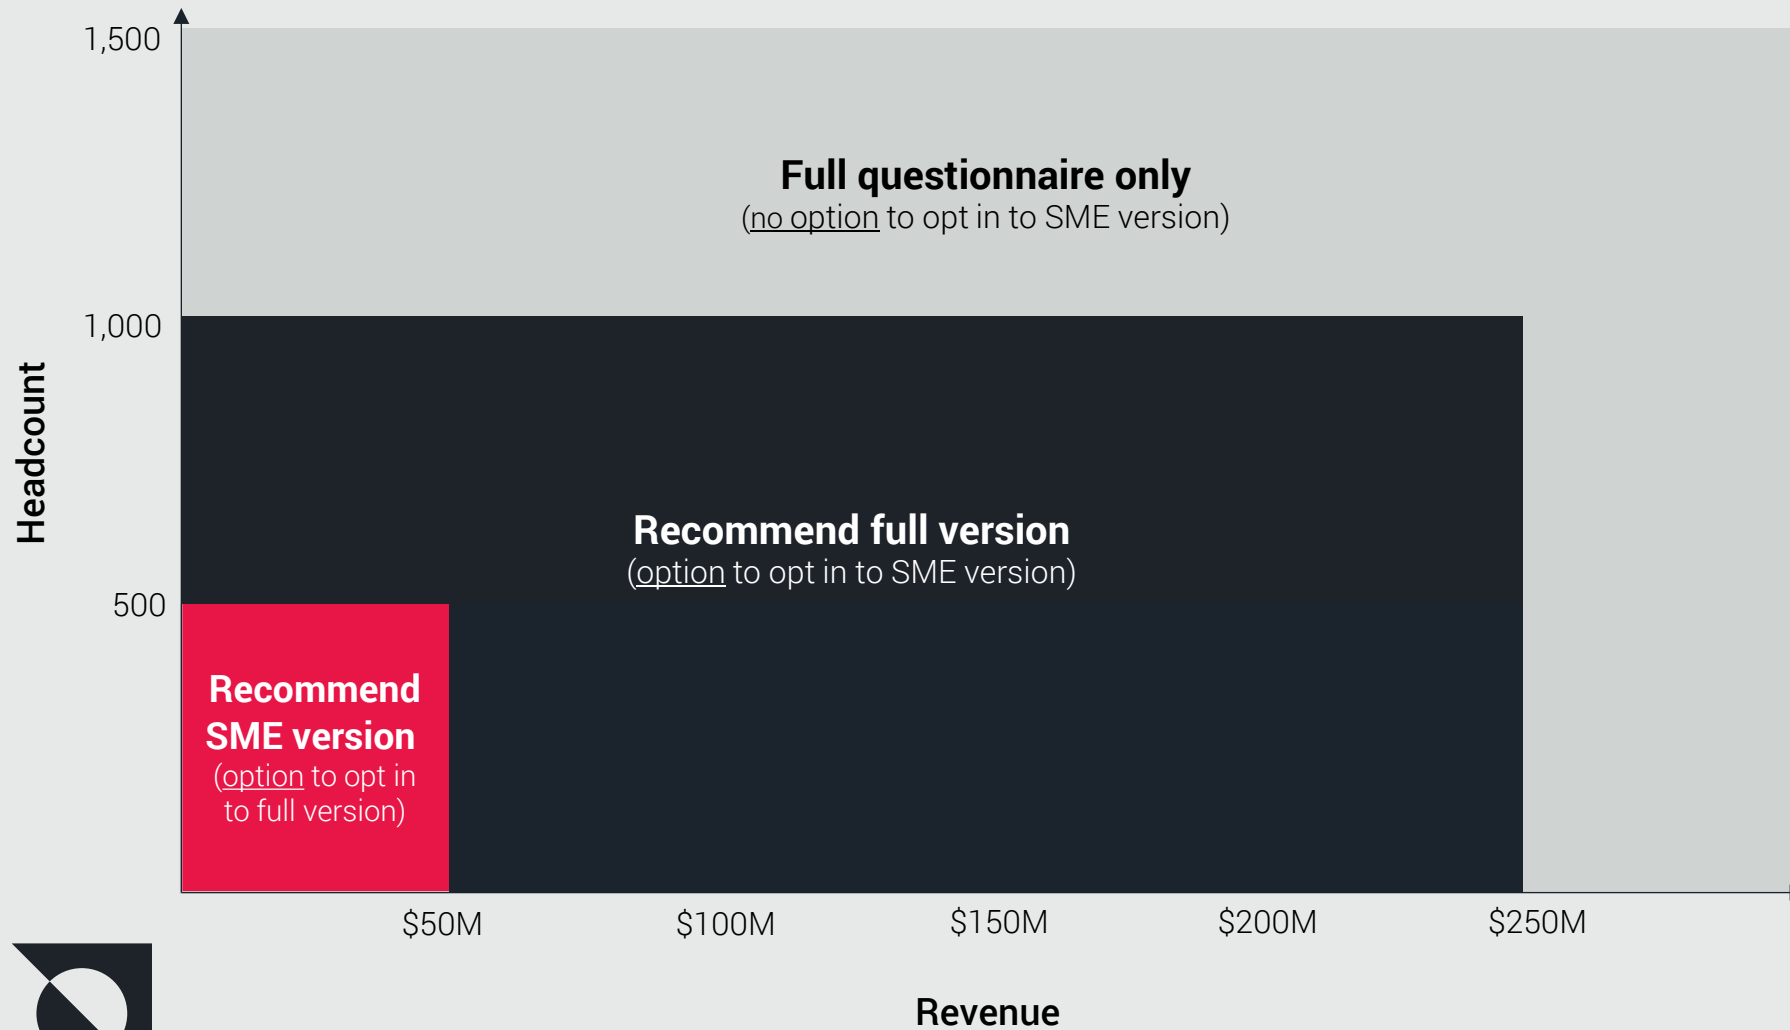 1,500
Full questionnaire only
(no option to opt in to SME version)
1,000
Headcount
Recommend full version
(option to opt in to SME version)
500
Recommend
SME version
(option to opt in
to full version)
$50M
$100M
$150M
$200M
$250M
Revenue